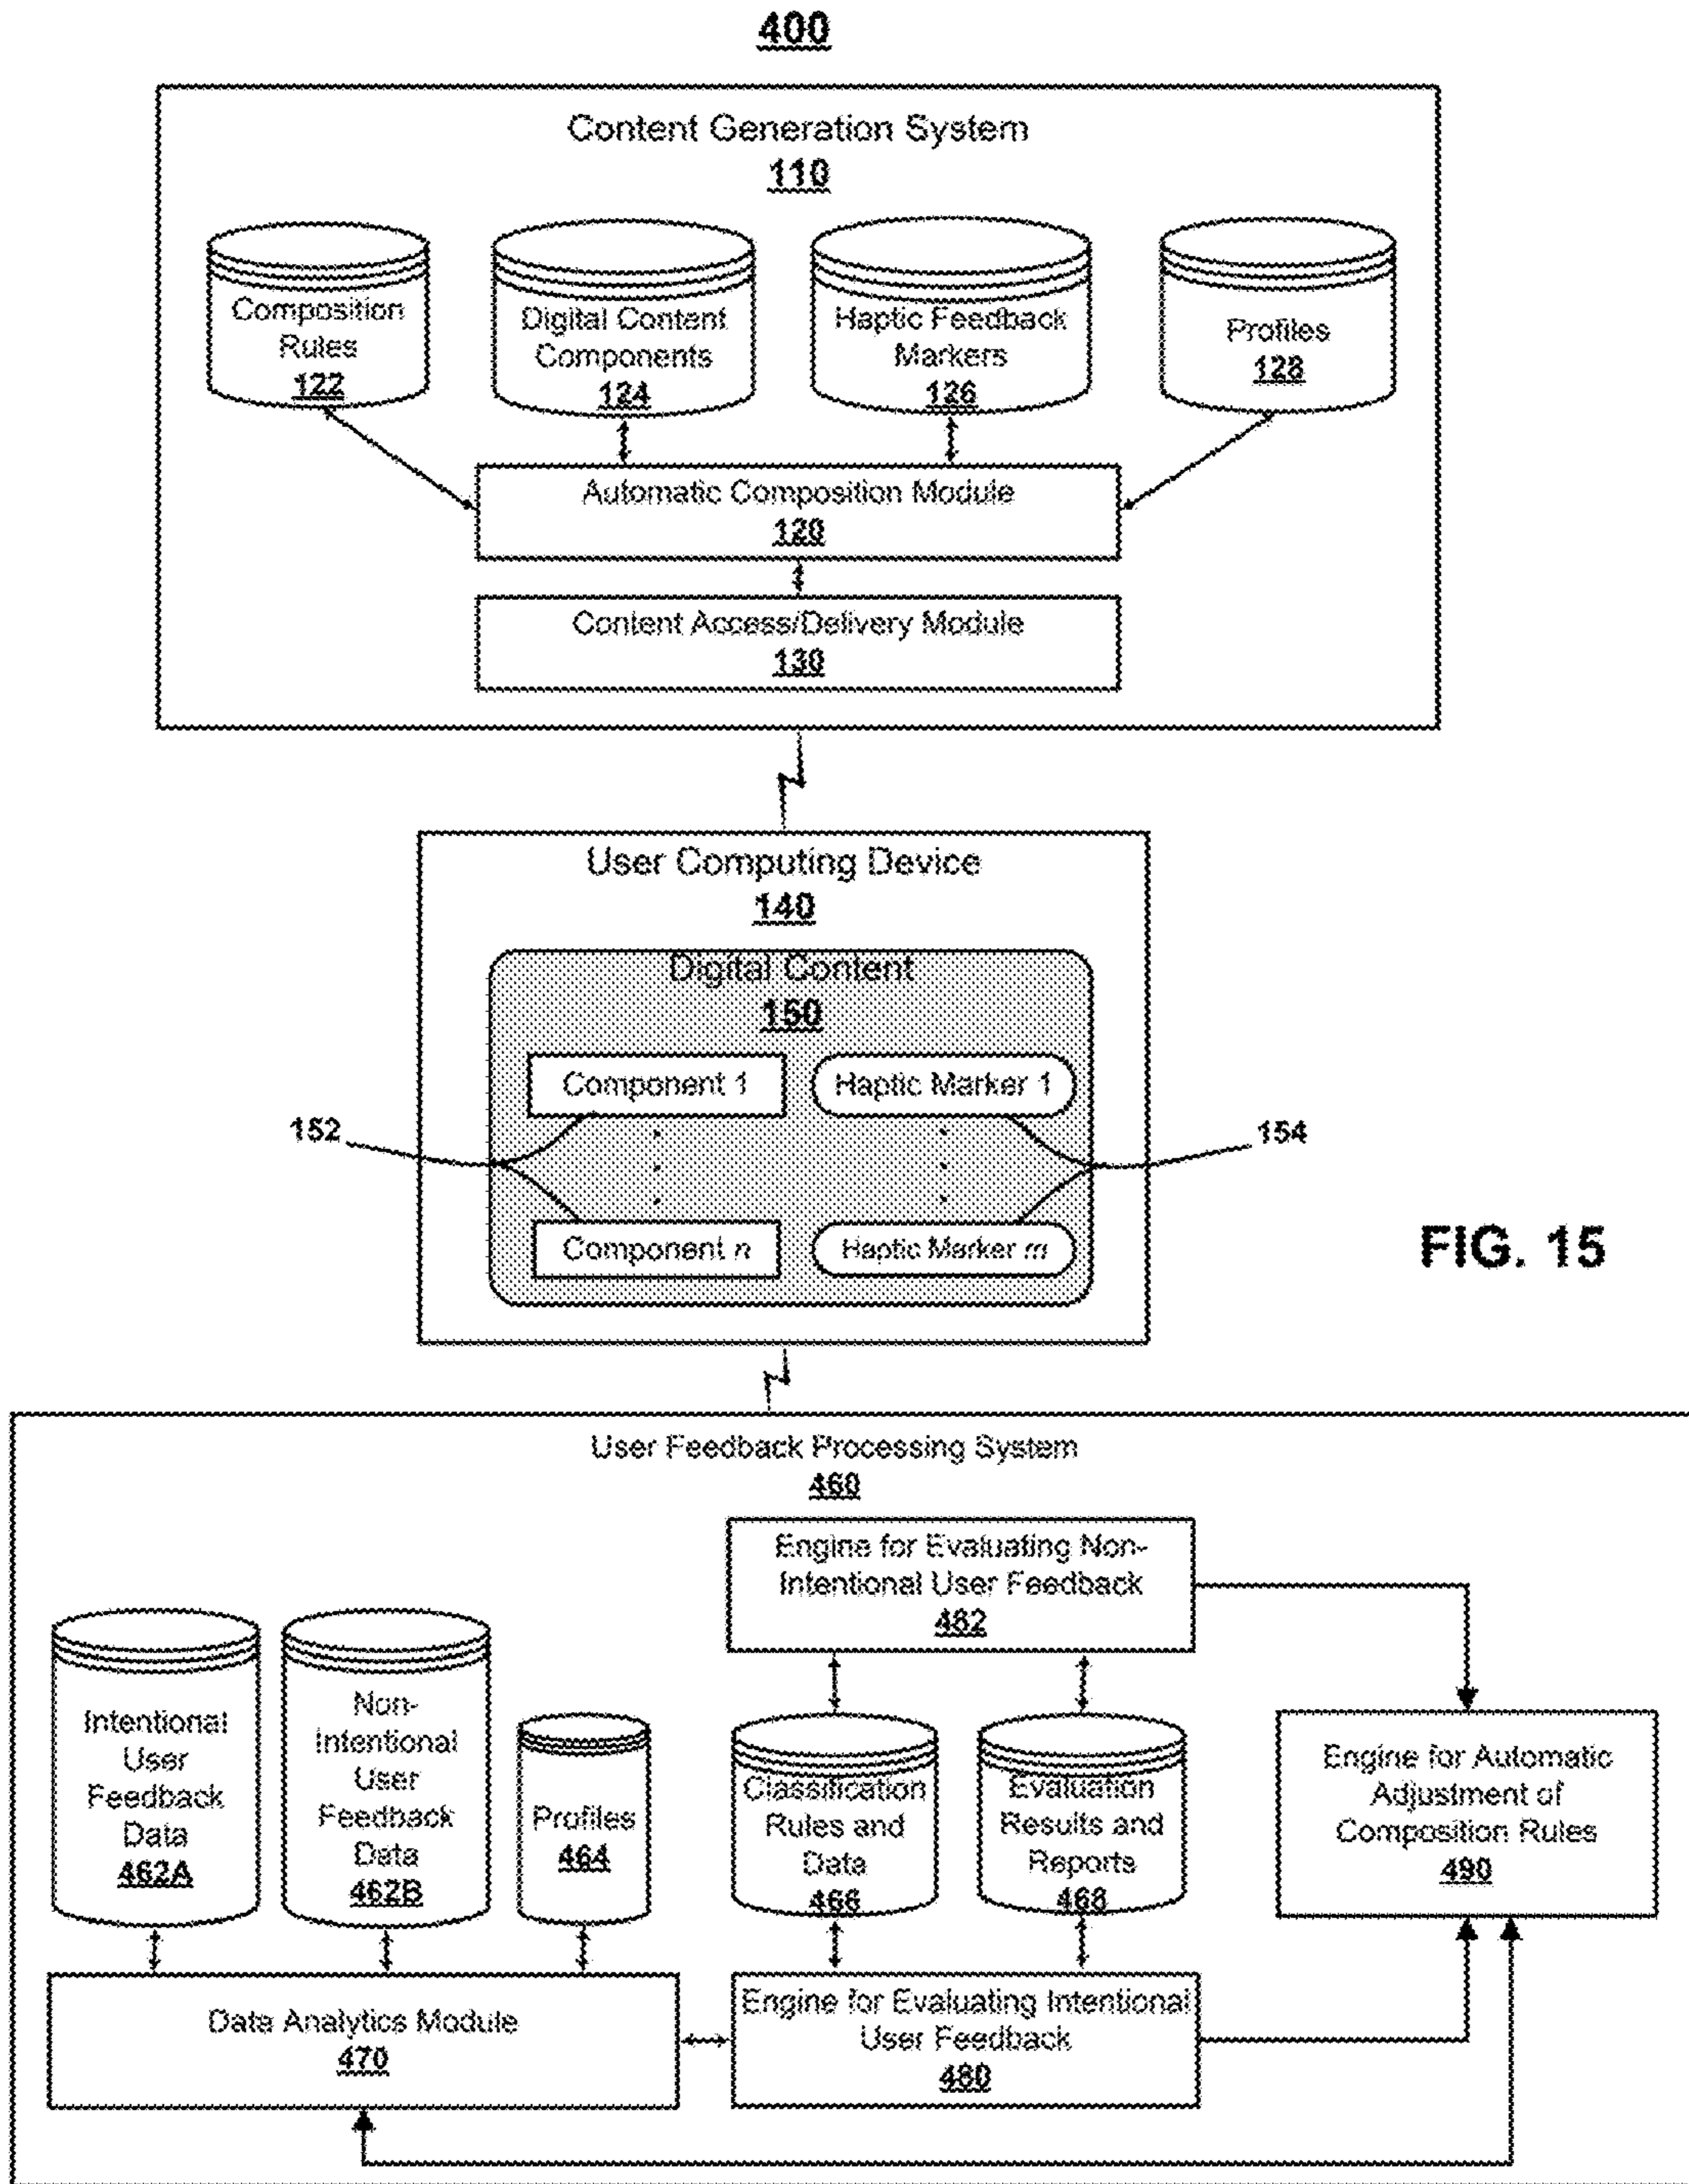 400
Content Generation System
110
Composition
Rules
122
Digital Content
Components
124
Haptic Feedback
Markers
126
Profiles
128
Automatic Composition Module
120
Content Access/Delivery Module
130
User Computing Device
140
Digital Content
150
Component 1
Haptic Marker 1
152
154
Component n
Haptic Marker m
FIG. 15
User Feedback Processing System
460
Engine for Evaluating Non-
Intentional User Feedback
482
Intentional
User
Feedback
Data
462A
Non-
Intentional
User
Feedback
Data
462B
Profiles
464
Classification
Rules and
Data
466
Evaluation
Results and
Reports
468
Engine for Automatic
Adjustment of
Composition Rules
490
Data Analytics Module
470
Engine for Evaluating Intentional
User Feedback
480